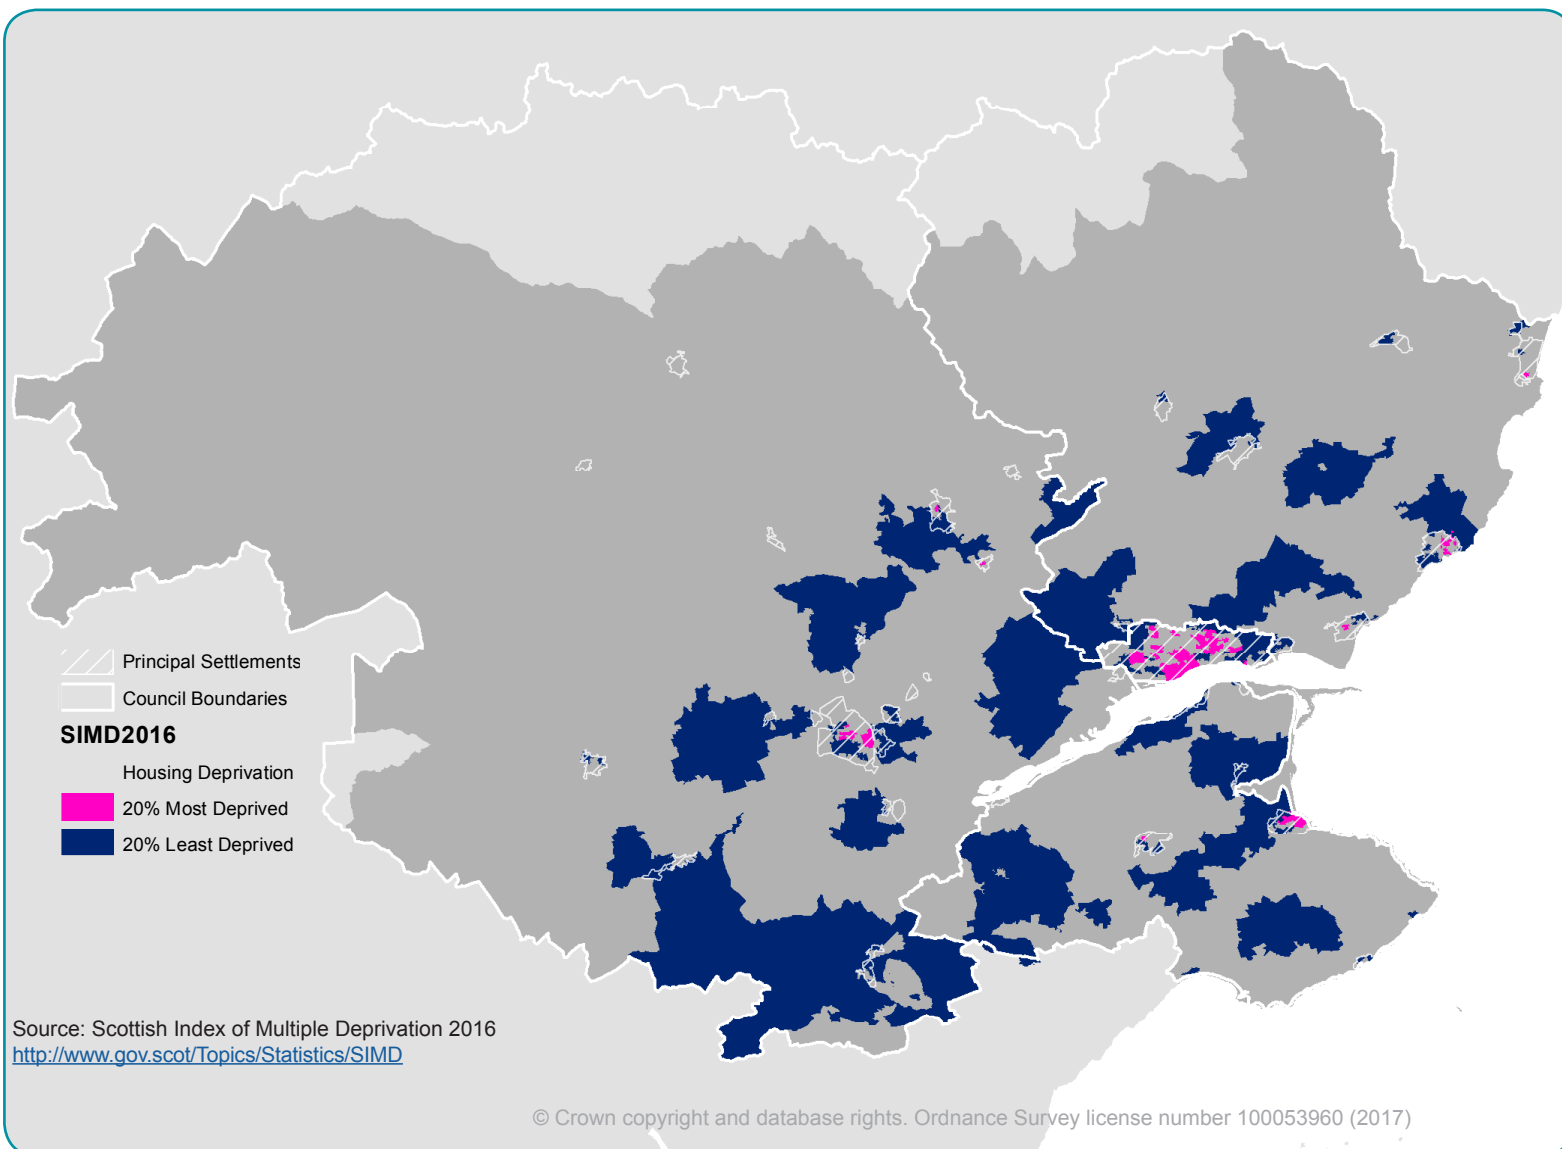 Principal Settlements
Council Boundaries
SIMD2016
Housing Deprivation
20% Most Deprived
20% Least Deprived
Source: Scottish Index of Multiple Deprivation 2016
http://www.gov.scot/Topics/Statistics/SIMD
© Crown copyright and database rights. Ordnance Survey license number 100053960 (2017)